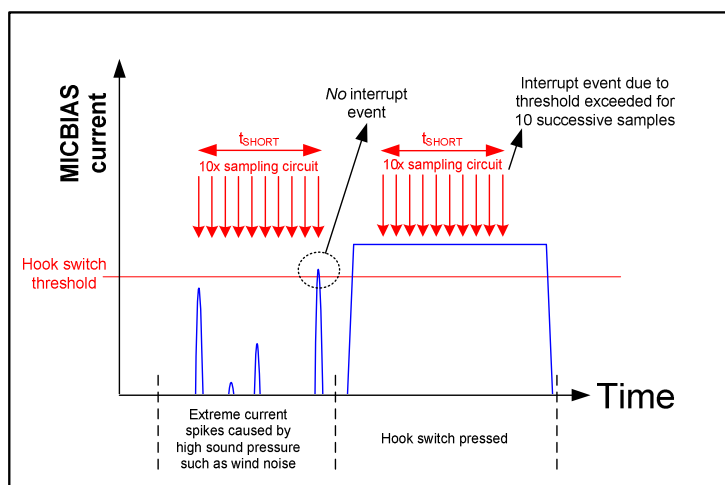 MICBIAS
current
No interrupt
event
Interrupt event due to
threshold exceeded for
10 successive samples
tSHORT
10x sampling circuit
tSHORT
10x sampling circuit
Hook switch
threshold
Time
Extreme current
spikes caused by
high sound pressure
such as wind noise
Hook switch pressed